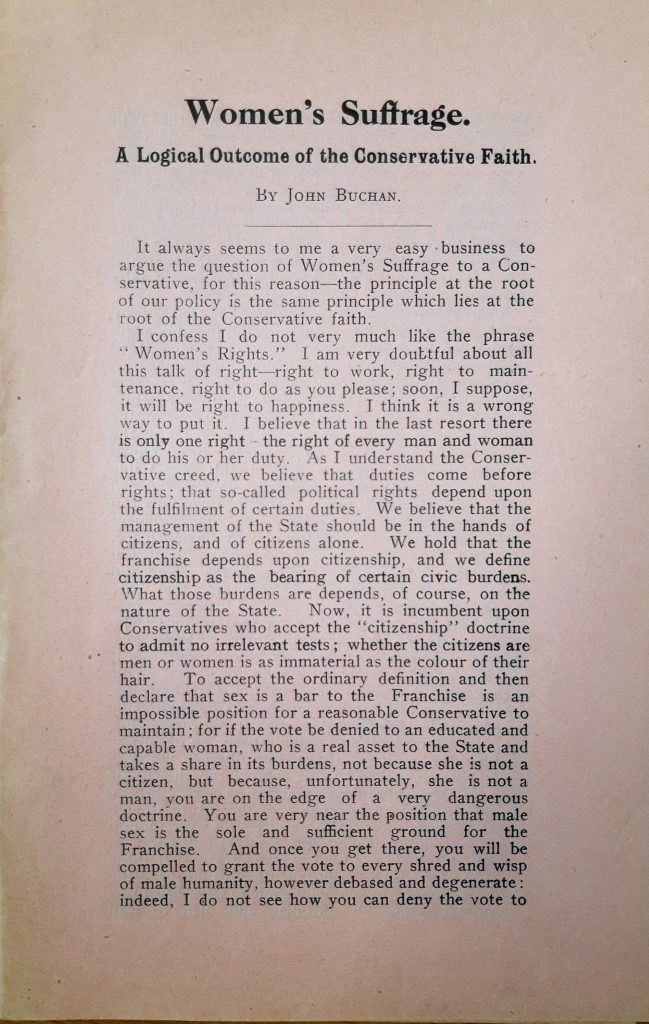 Women's Suffrage.
A Logical Outcome of the Conservative Faith.
By John Buchan.
It always seems to me a very easy business to
argue the question of Women's Suffrage to a Con-
servative, for this reason—the principle at the root
of our policy is the same principle which lies at the
root of the Conservative faith.
I confess I do not very much like the phrase
"Women's Rights." I am very doubtful about all
this talk of right—right to work, right to main-
tenance, right to do as you please; soon, I suppose,
it will be right to happiness. I think it is a wrong
way to put it. I believe that in the last resort there
is only one right - the right of every man and woman
to do his or her duty. As I understand the Conser-
vative creed, we believe that duties come before
rights; that so-called political rights depend upon
the fulfilment of certain duties. We believe that the
management of the State should be in the hands of
citizens, and of citizens alone. We hold that the
franchise depends upon citizenship, and we define
citizenship as the bearing of certain civic burdens.
What those burdens are depends, of course, on the
nature of the State. Now, it is incumbent upon
Conservatives who accept the "citizenship" doctrine
to admit no irrelevant tests; whether the citizens are
men or women is as immaterial as the colour of their
hair. To accept the ordinary definition and then
declare that sex is a bar to the Franchise is an
impossible position for a reasonable Conservative to
maintain; for if the vote be denied to an educated and
capable woman, who is a real asset to the State and
takes a share in its burdens, not because she is not a
citizen, but because, unfortunately, she is not a
man, you are on the edge of a very dangerous
doctrine. You are very near the position that male
sex is the sole and sufficient ground for the
Franchise. And once you get there, you will be
compelled to grant the vote to every shred and wisp
of male humanity, however debased and degenerate:
indeed, I do not see how you can deny the vote to